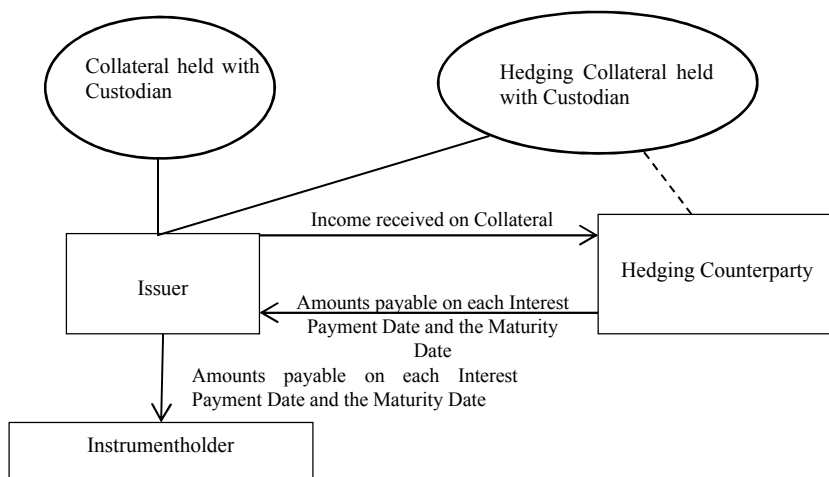 Collateral held with
Custodian
Hedging Collateral held
with Custodian
Income received on Collateral
Issuer
Hedging Counterparty
Amounts payable on each Interest
Payment Date and the Maturity
Date
Amounts payable on each Interest
Payment Date and the Maturity Date
Instrumentholder